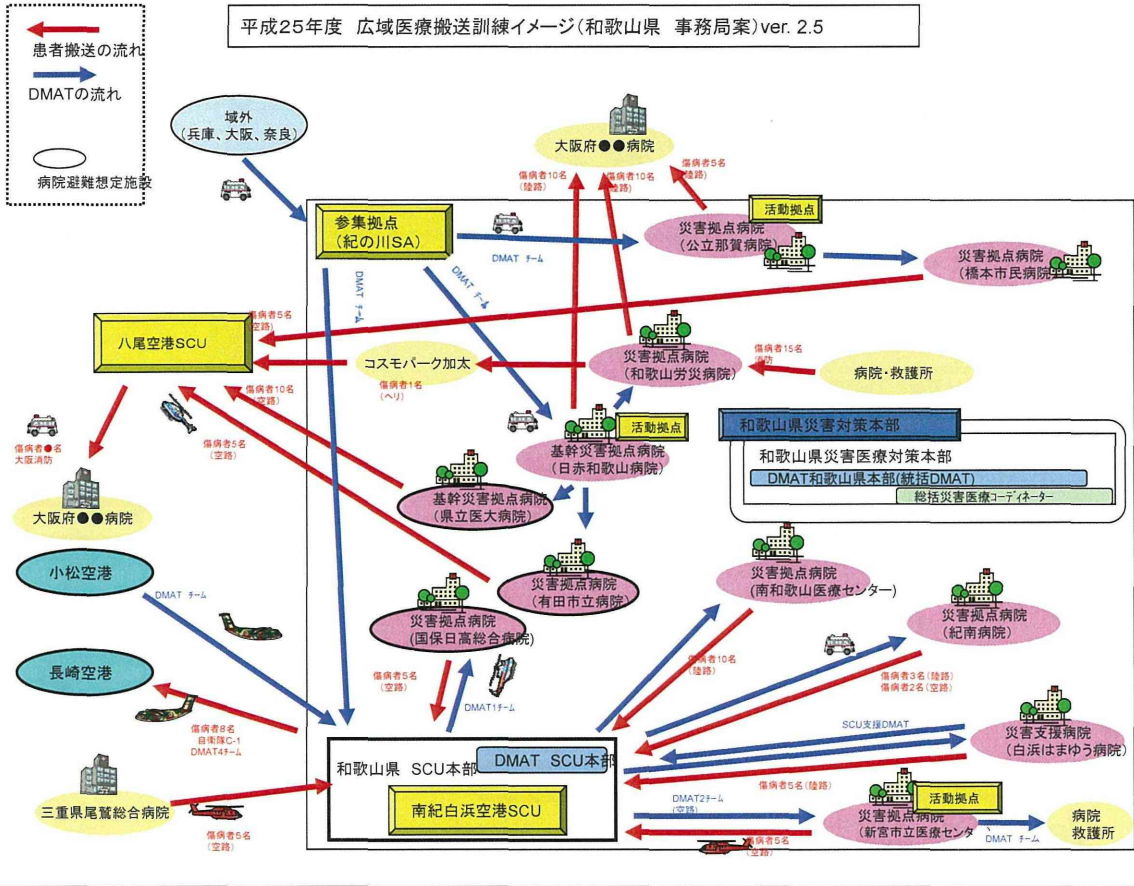 平成25年度 広域医療搬送訓練イメージ(和歌山県 事務局案) ver. 2.5
患者搬送の流れ
DMATの流れ
病院避難想定施設
域外
(兵庫、大阪、奈良)
大阪府●●病院
傷病者10名
(陸路)
傷病者10名
(陸路)
傷病者5名
(陸路)
参集拠点
(紀の川SA)
DMAT チーム
活動拠点
災害拠点病院
(公立那賀病院)
災害拠点病院
(橋本市民病院)
DMAT チーム
DMAT チーム
傷病者5名
(空路)
八尾空港SCU
コスモパーク加太
傷病者1名
(ヘリ)
災害拠点病院
(和歌山労災病院)
傷病者15名
消防
病院・救護所
傷病者10名
(空路)
傷病者5名
(空路)
傷病者●名
大阪消防
大阪府●●病院
活動拠点
基幹災害拠点病院
(日赤和歌山病院)
和歌山県災害対策本部
和歌山県災害医療対策本部
DMAT和歌山県本部(統括DMAT)
総括災害医療コーディネーター
基幹災害拠点病院
(県立医大病院)
災害拠点病院
(有田市立病院)
災害拠点病院
(国保日高総合病院)
災害拠点病院
(南和歌山医療センター)
災害拠点病院
(紀南病院)
小松空港
DMAT チーム
長崎空港
傷病者8名
自衛隊C-1
DMAT4チーム
傷病者5名
(空路)
DMAT1チーム
傷病者10名
(陸路)
傷病者3名(陸路)
傷病者2名(空路)
SCU支援DMAT
災害支援病院
(白浜はまゆう病院)
傷病者5名(陸路)
和歌山県 SCU本部
DMAT SCU本部
南紀白浜空港SCU
三重県尾鷲総合病院
傷病者5名
(空路)
DMAT2チーム
(空路)
活動拠点
災害拠点病院
(新宮市立医療センタ
傷病者5名
(空路)
DMAT チーム
病院
救護所